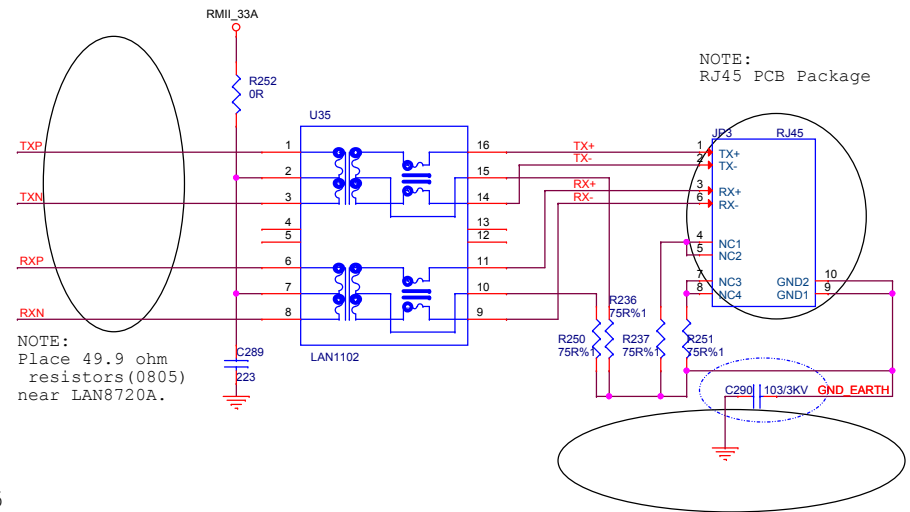 RMII_33A
R252
0R
NOTE:
RJ45 PCB Package
U35
JP3 RJ45
TXP 1 16 TX+ 1 TX+
2 15 TX- 2 TX-
TXN 3 14 RX+ 3 RX+
4 13 RX- 6 RX-
5 12
RXP 6 11 4 NC1
5 NC2
7 10 7 NC3 GND2 10
RXN 8 9 8 NC4 GND1 9
LAN1102
NOTE:
Place 49.9 ohm
resistors(0805)
near LAN8720A.
C289
223
R236
75R%1
R250
75R%1
R237
75R%1
R251
75R%1
C290 103/3KV GND_EARTH